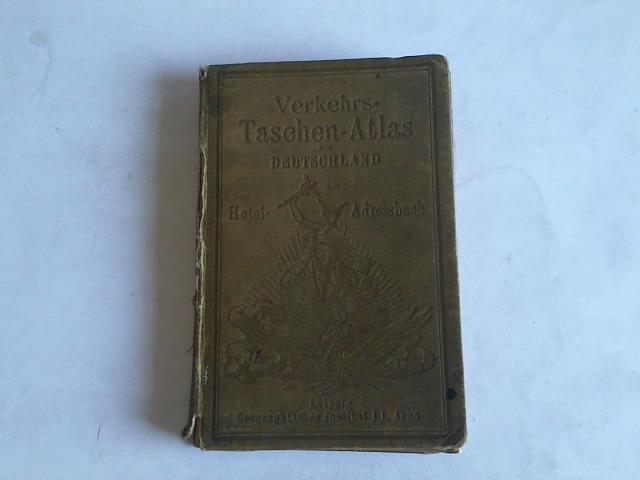 Verkehrs-
Taschen-Atlas
DEUTSCHLAND
Hotel- Adressbuch
Leipzig
Geographisches Institut J.J. Arnd